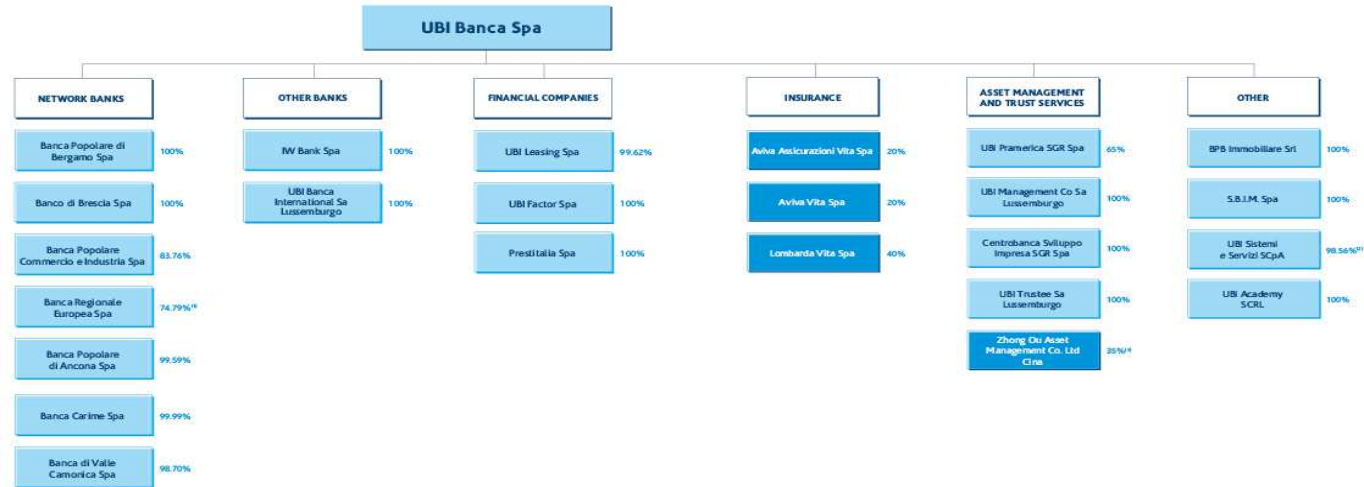 UBI Banca Spa
NETWORK BANKS
Banca Popolare di
Bergamo Spa
100%
Banco di Brescia Spa
100%
Banca Popolare
Commercio e Industria Spa
83.76%
Banca Regionale
Europea Spa
74.79%
Banca Popolare
di Ancona Spa
99.59%
Banca Carime Spa
99.99%
Banca di Valle
Camonica Spa
98.70%
OTHER BANKS
IW Bank Spa
100%
UBI Banca
International Sa
Lussemburgo
100%
FINANCIAL COMPANIES
UBI Leasing Spa
99.62%
UBI Factor Spa
100%
Prestitalia Spa
100%
INSURANCE
Aviva Assicurazioni Vita Spa
20%
Aviva Vita Spa
20%
Lombarda Vita Spa
40%
ASSET MANAGEMENT
AND TRUST SERVICES
UBI Pramerica SGR Spa
65%
UBI Management Co Sa
Lussemburgo
100%
Centrobanca Sviluppo
Impresa SGR Spa
100%
UBI Trustee Sa
Lussemburgo
100%
Zhong Ou Asset
Management Co. Ltd
Cina
35%
OTHER
BPB Immobiliare Srl
100%
S.B.I.M. Spa
100%
UBI Sistemi
e Servizi SCpA
98.56%
UBI Academy
SCRL
100%